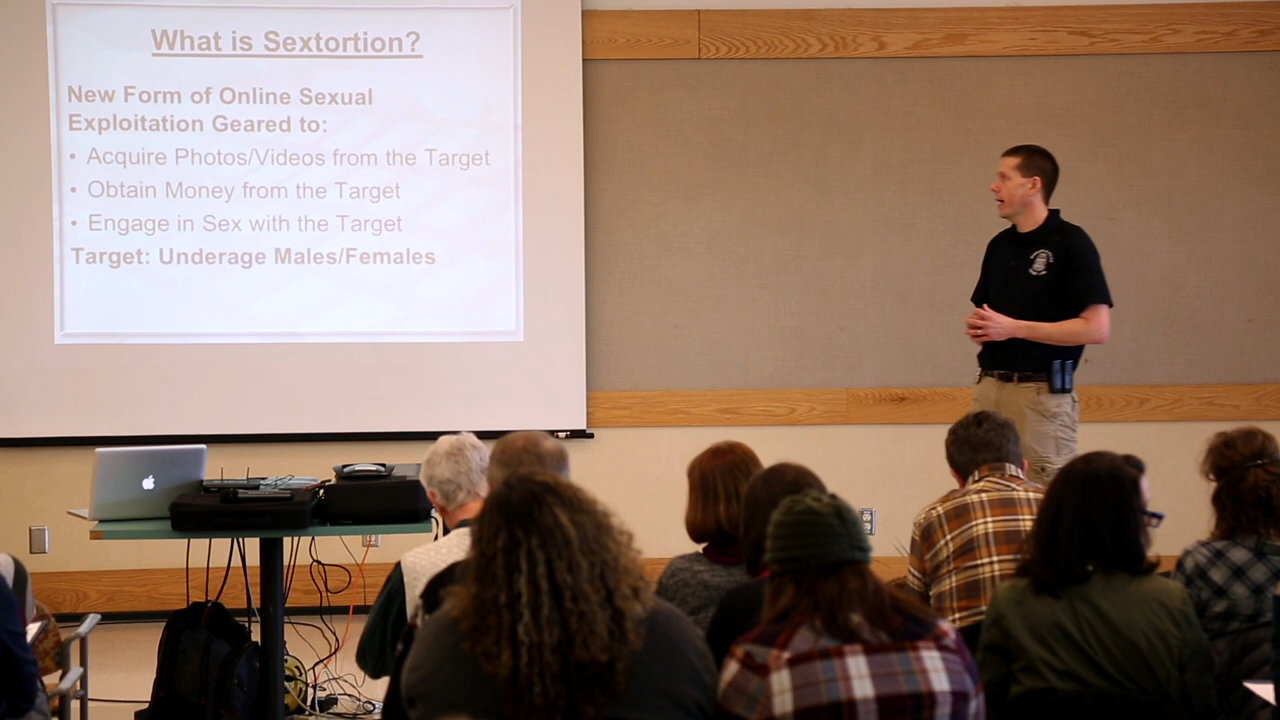 What is Sextortion?
New Form of Online Sexual
Exploitation Geared to:
• Acquire Photos/Videos from the Target
• Obtain Money from the Target
• Engage in Sex with the Target
Target: Underage Males/Females